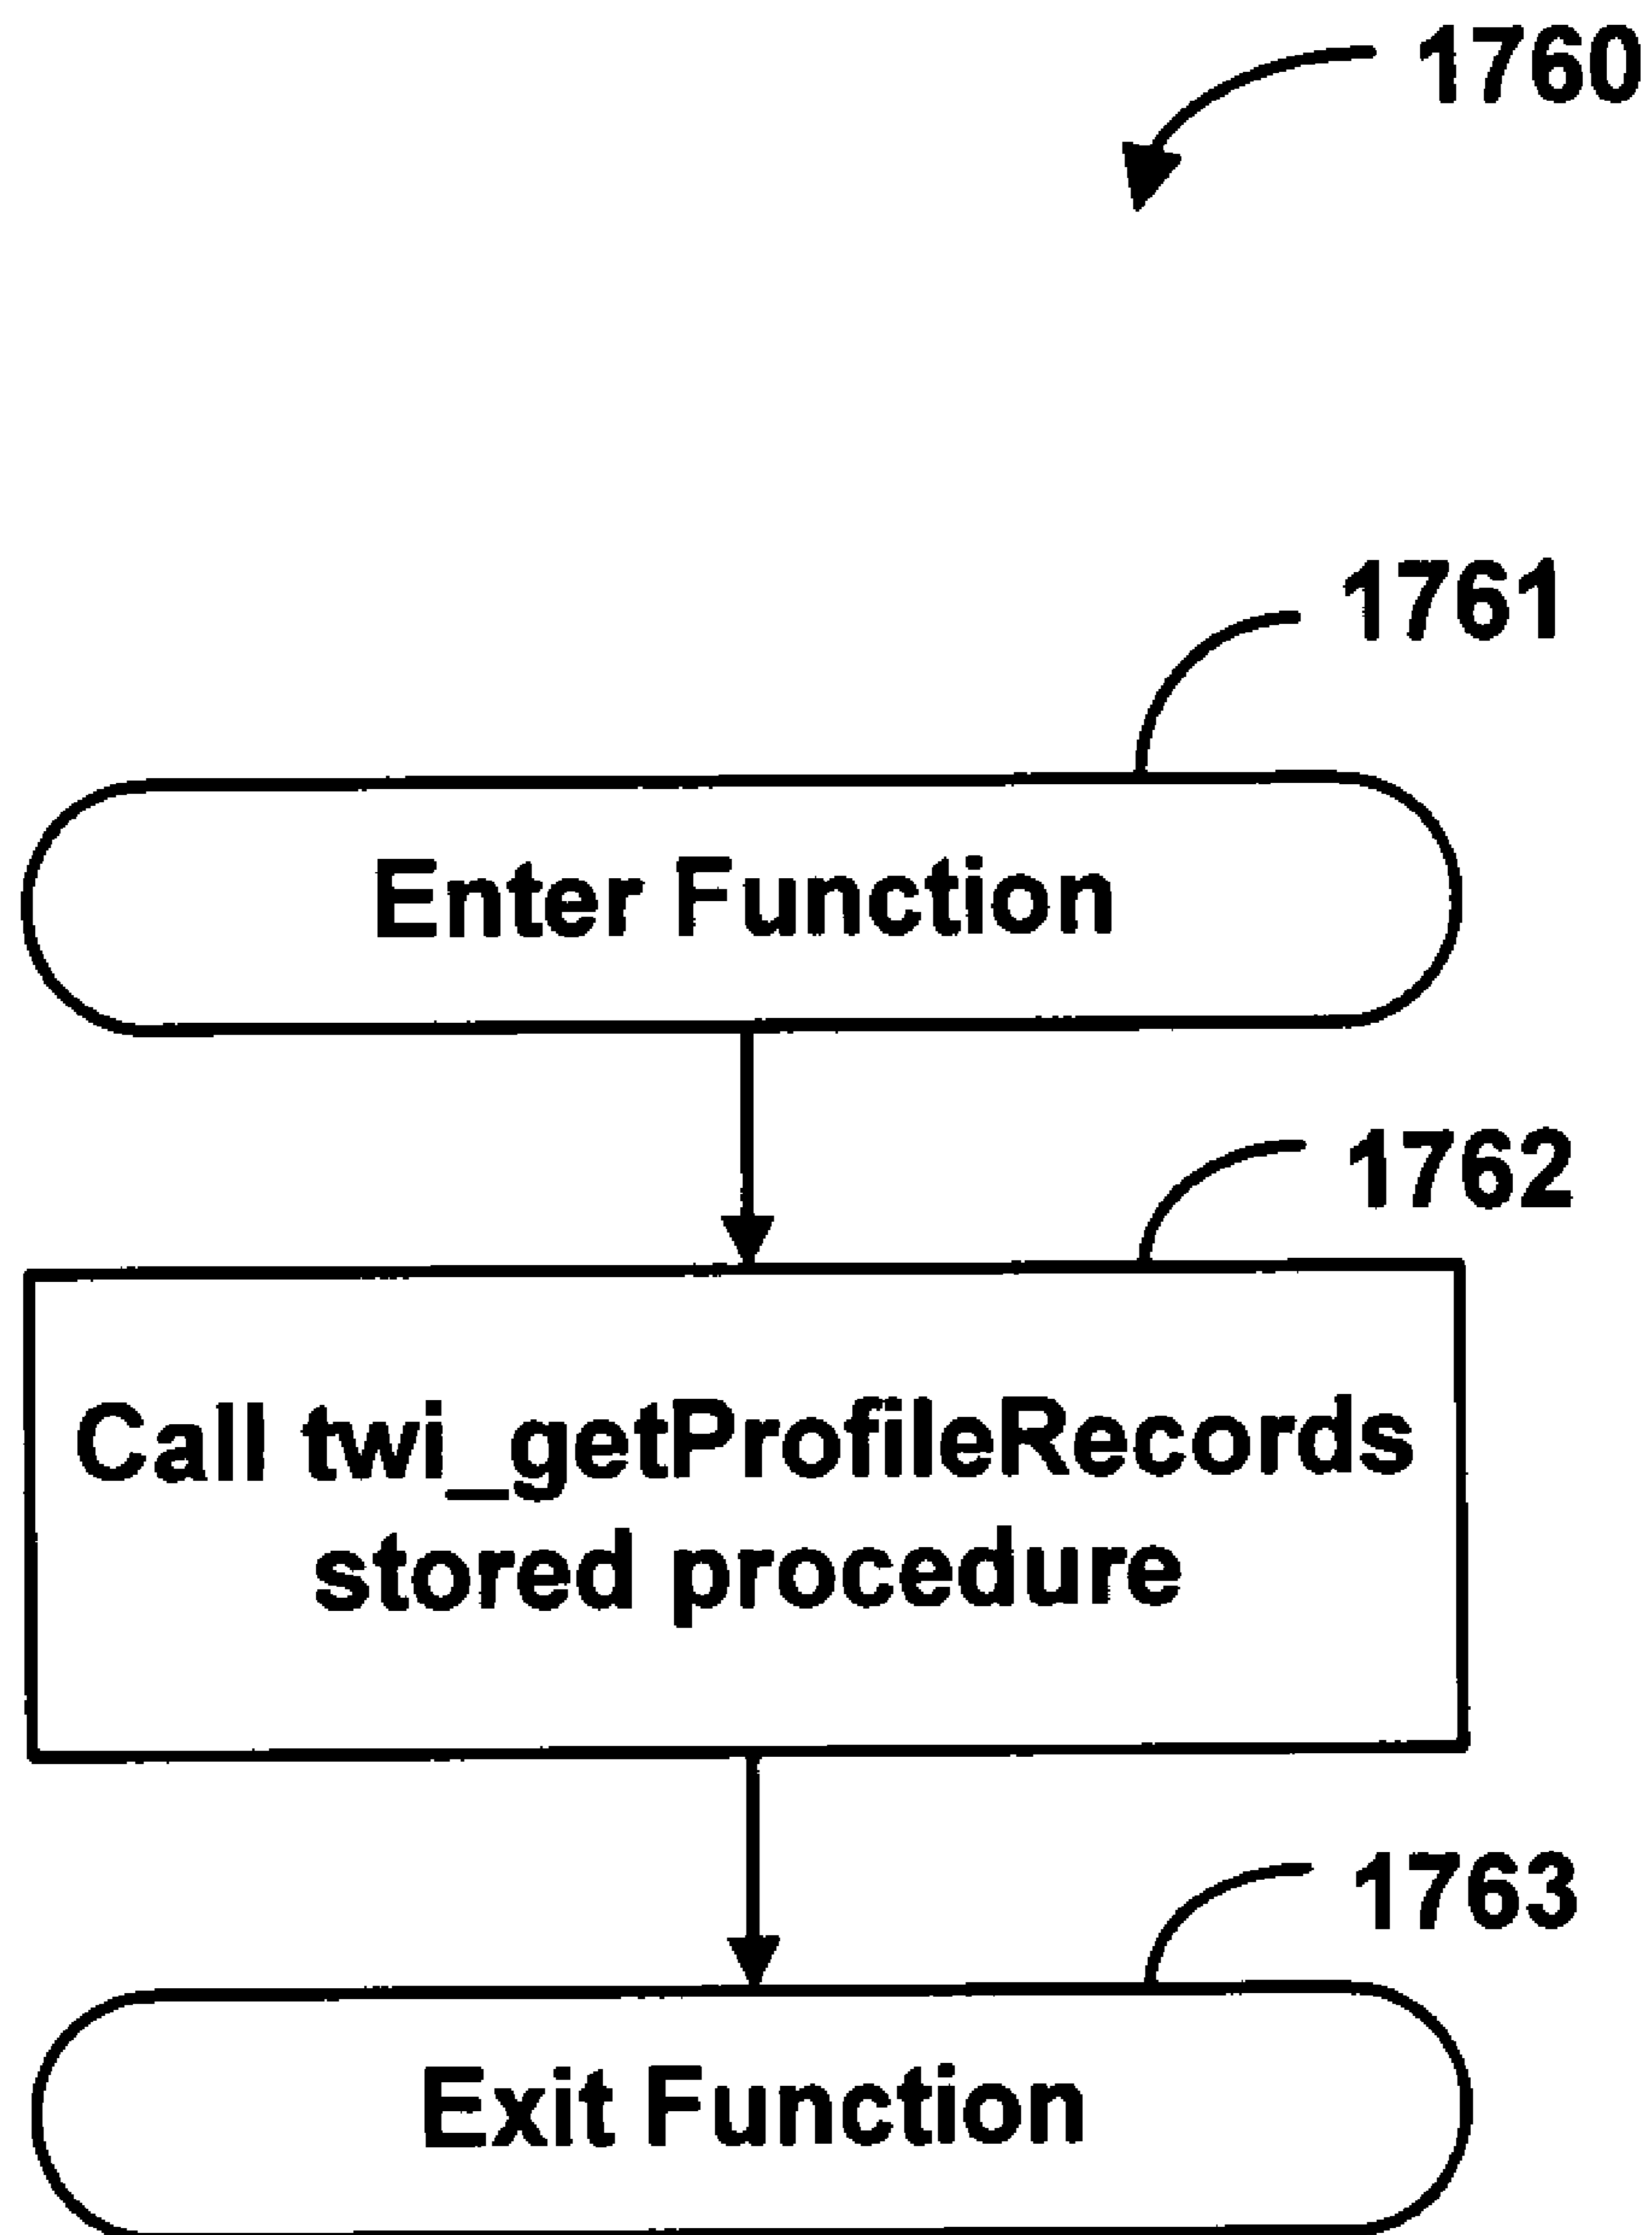 1760
1761
Enter Function
1762
Call twi_getProfileRecords
stored procedure
1763
Exit Function